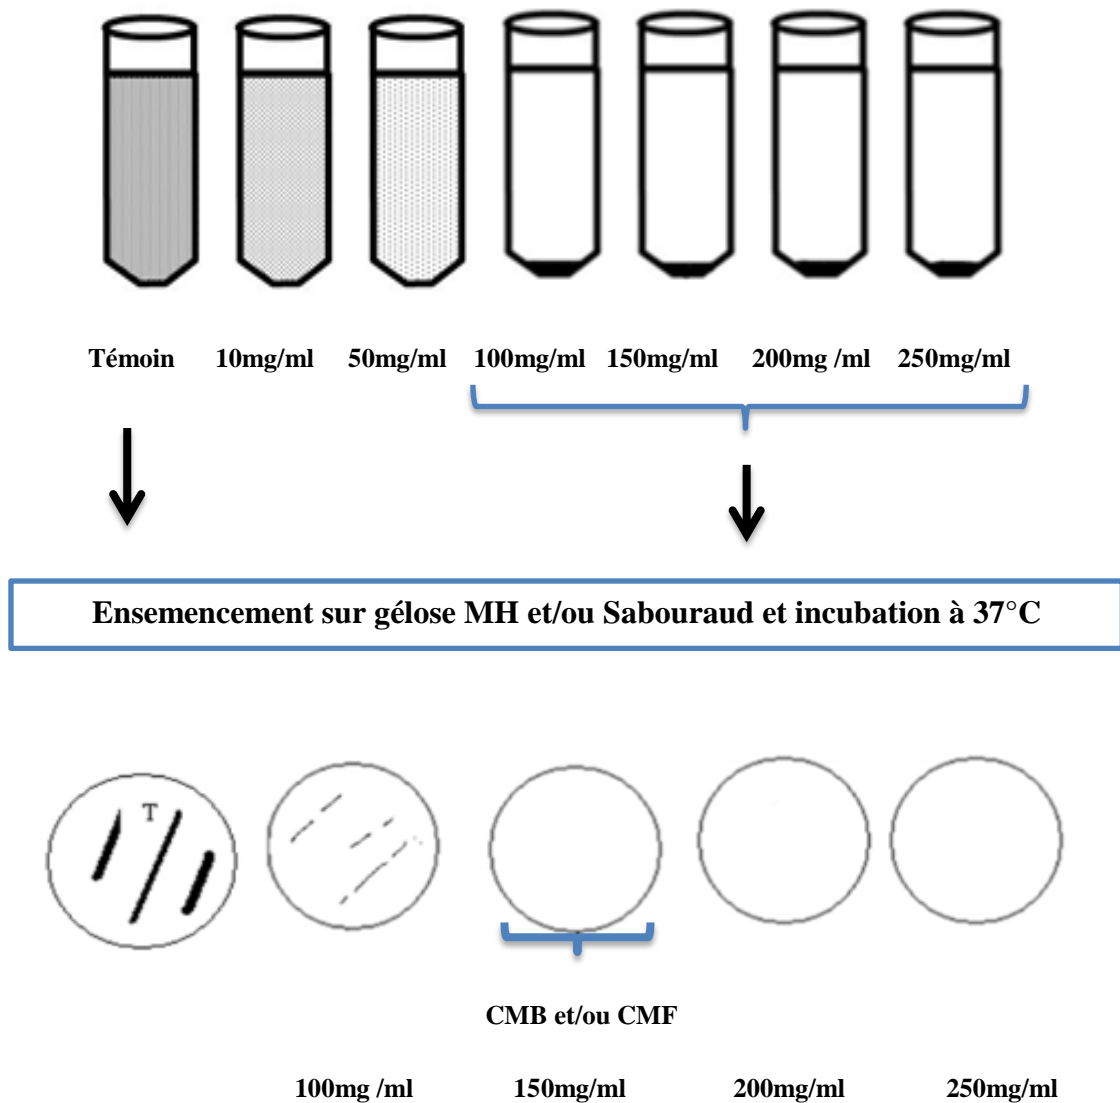 Témoin 10mg/ml 50mg/ml 100mg/ml 150mg/ml 200mg /ml 250mg/ml
Ensemencement sur gélose MH et/ou Sabouraud et incubation à 37°C
T
CMB et/ou CMF
100mg /ml 150mg/ml 200mg/ml 250mg/ml